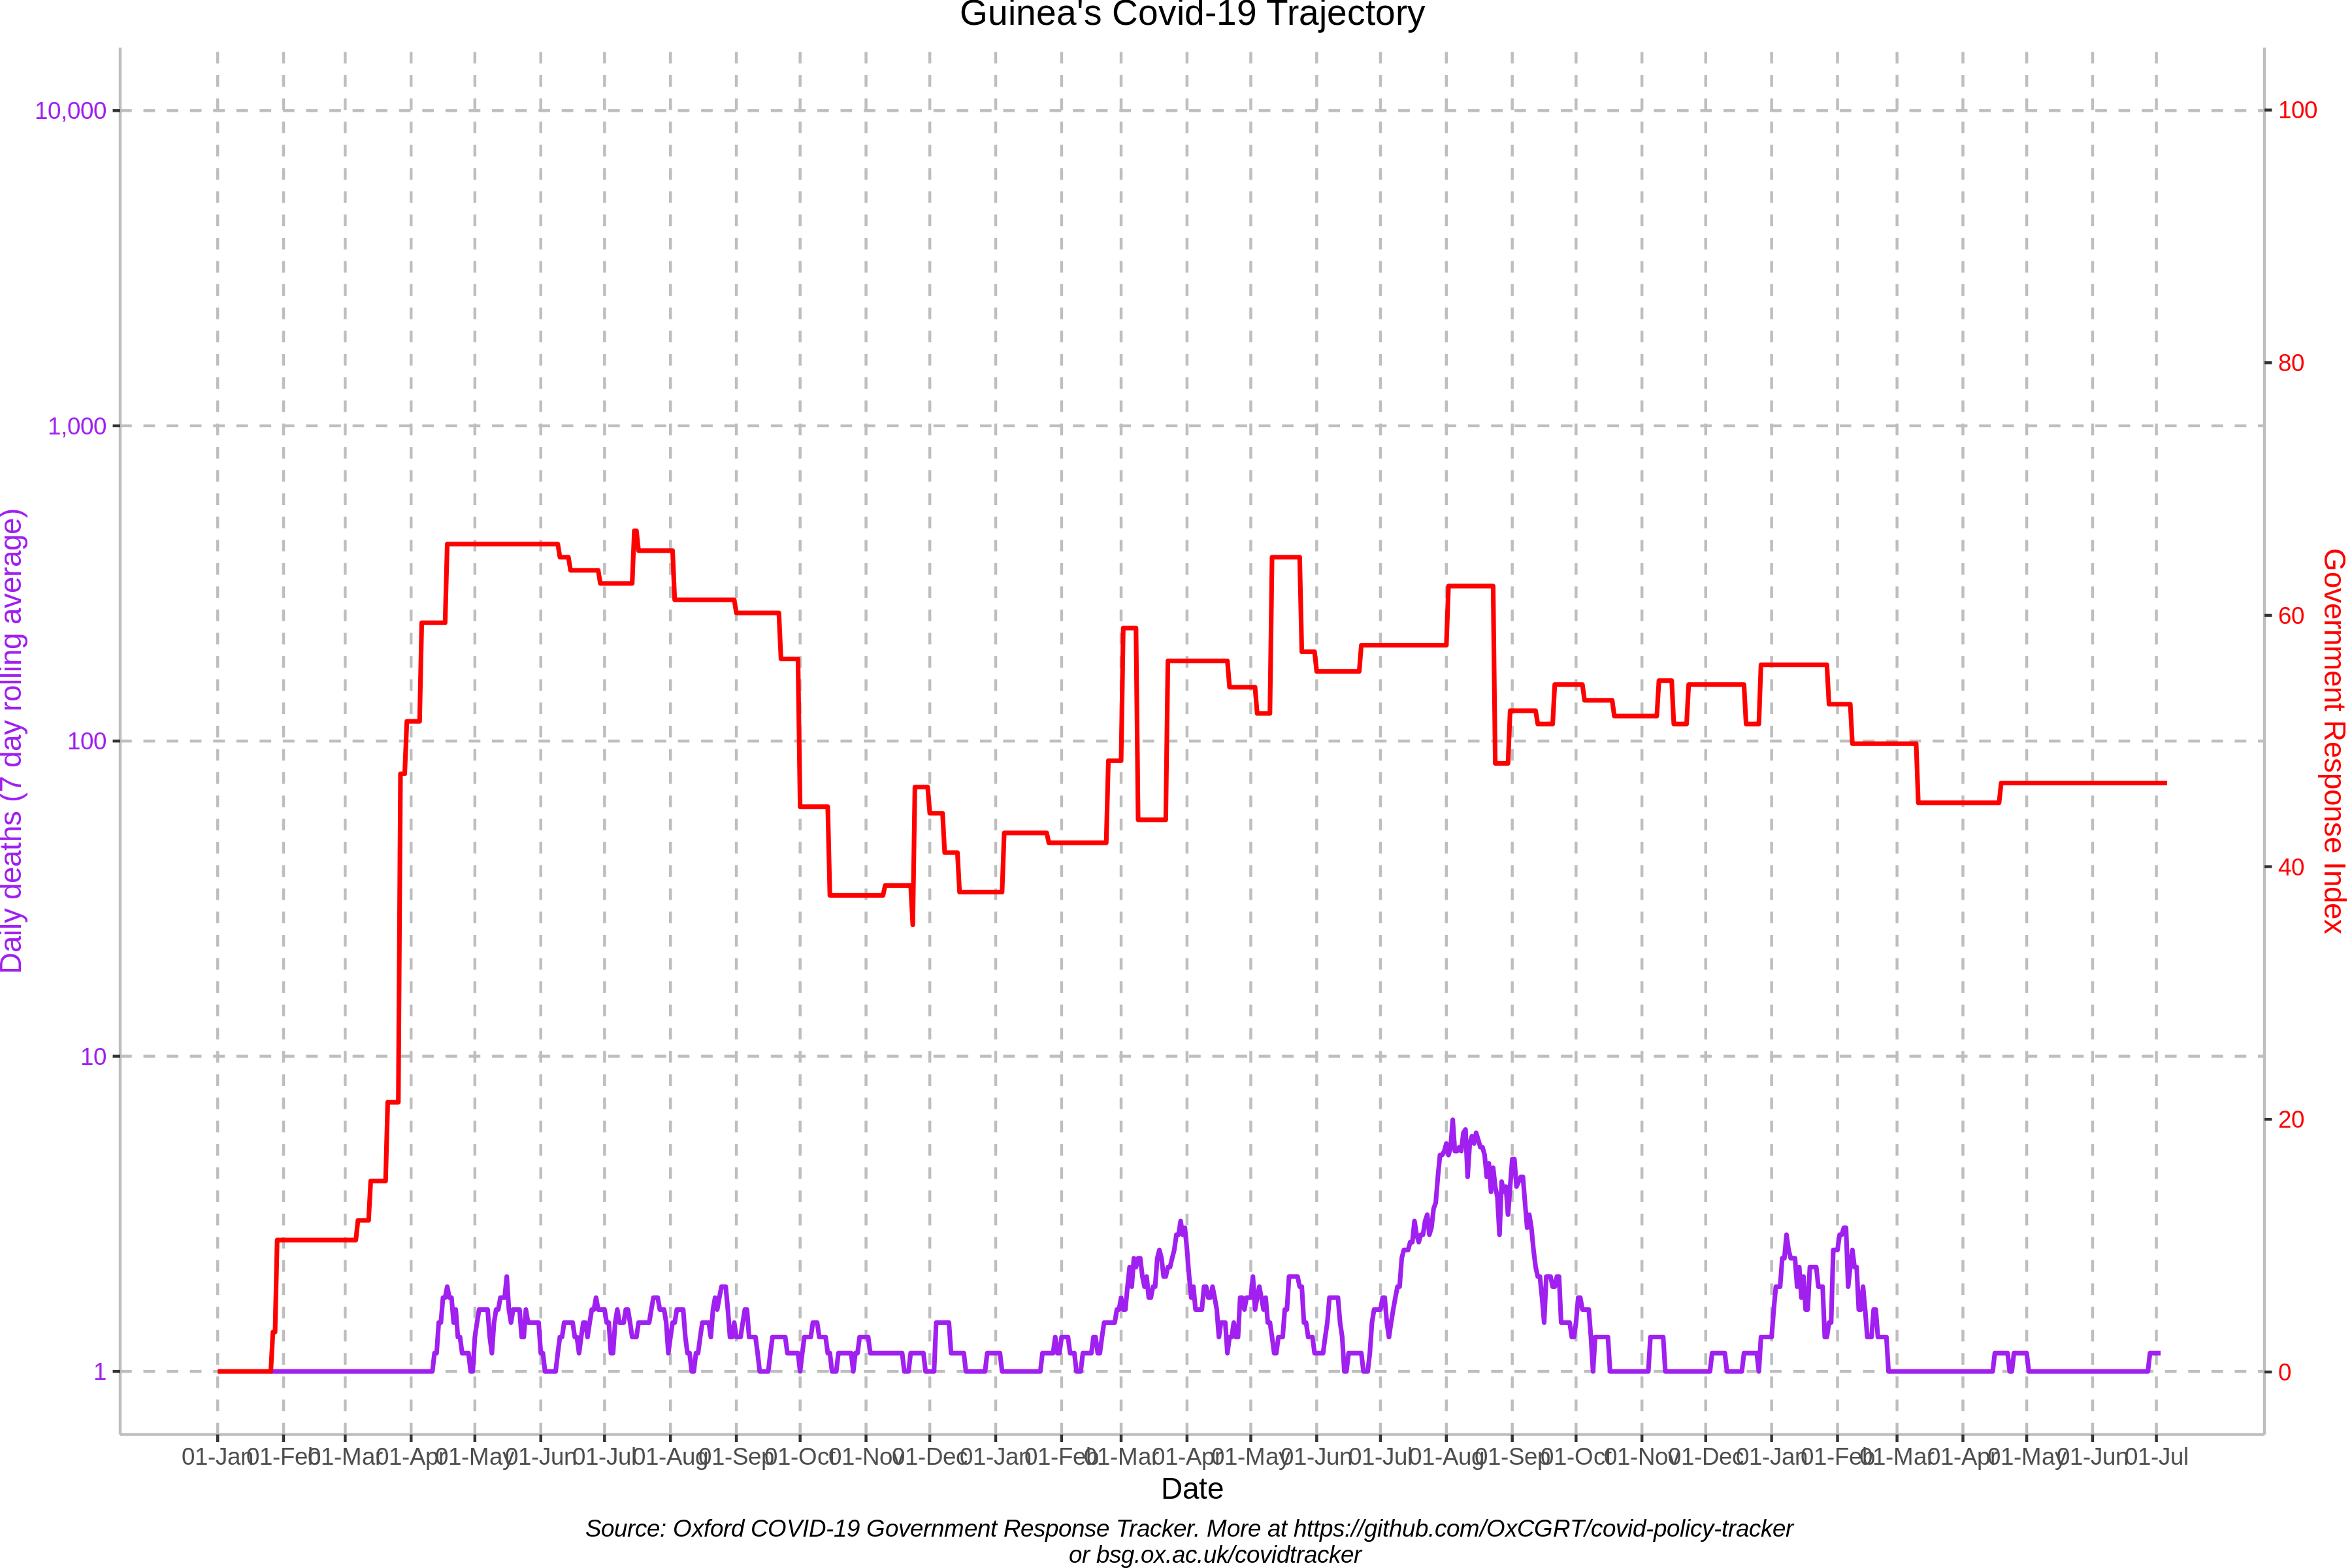 Guinea's Covid-19 Trajectory
10,000
1,000
100
10
1
Daily deaths (7 day rolling average)
100
80
60
40
20
0
Government Response Index
01-Jan 01-Feb 01-Mar 01-Apr 01-May 01-Jun 01-Jul 01-Aug 01-Sep 01-Oct 01-Nov 01-Dec 01-Jan 01-Feb 01-Mar 01-Apr 01-May 01-Jun 01-Jul 01-Aug 01-Sep 01-Oct 01-Nov 01-Dec 01-Jan 01-Feb 01-Mar 01-Apr 01-May 01-Jun 01-Jul
Date
Source: Oxford COVID-19 Government Response Tracker. More at https://github.com/OxCGRT/covid-policy-tracker
or bsg.ox.ac.uk/covidtracker